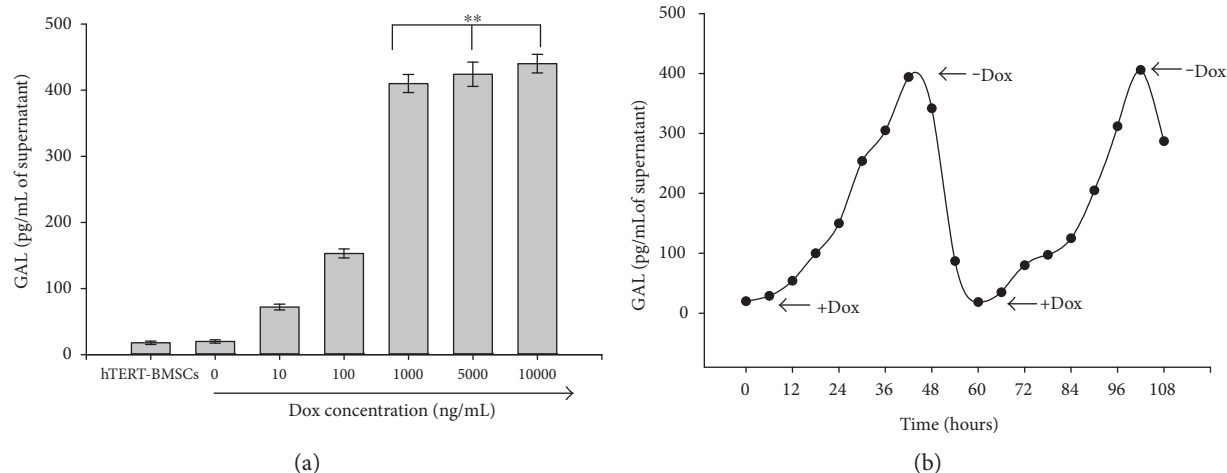 500
400
300
200
100
0
GAL (pg/mL of supernatant)
**
hTERT-BMSCs 0 10 100 1000 5000 10000
Dox concentration (ng/mL)
(a)
500
400
300
200
100
0
GAL (pg/mLof supernatant)
−Dox
−Dox
+Dox
+Dox
0 12 24 36 48 60 72 84 96 108
Time (hours)
(b)